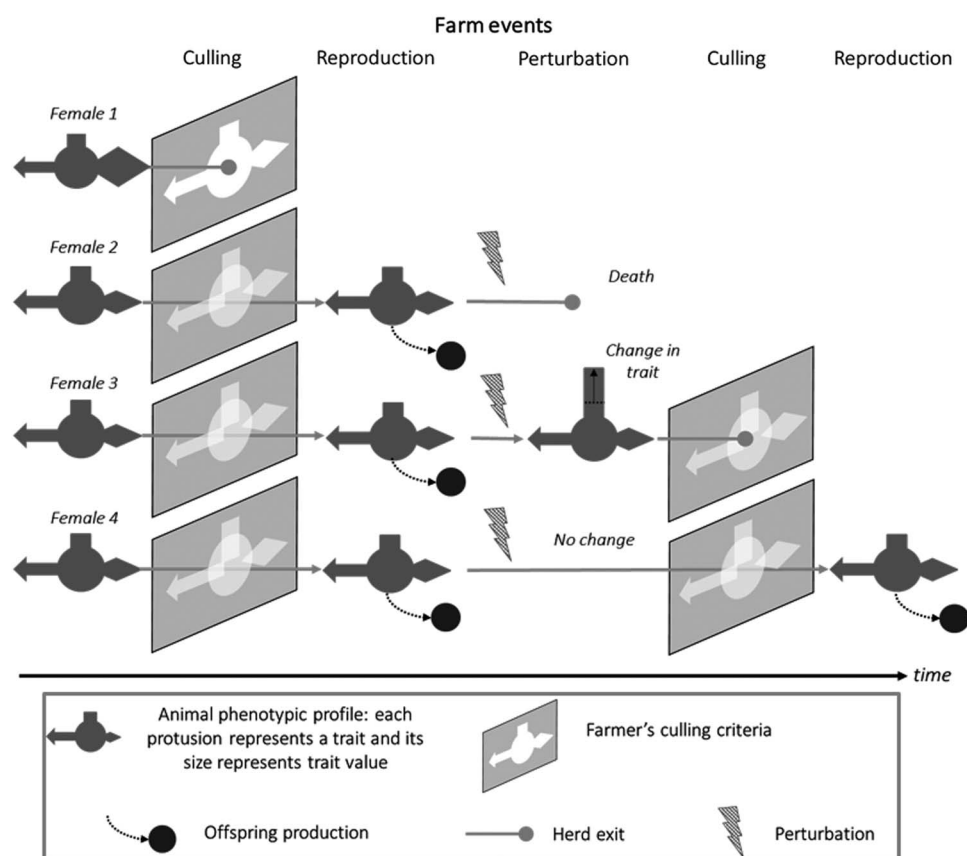 Farm events
Culling Reproduction Perturbation Culling Reproduction
Female 1
Female 2
Death
Female 3
Change in
trait
Female 4
No change
time
Animal phenotypic profile: each
protusion represents a trait and its
size represents trait value
Farmer's culling criteria
Offspring production
Herd exit
Perturbation